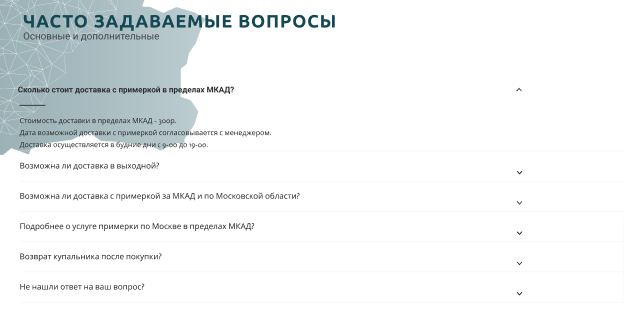 ЧАСТО ЗАДАВАЕМЫЕ ВОПРОСЫ
Основные и дополнительные
Сколько стоит доставка с примеркой в пределах МКАД?
Стоимость доставки в пределах МКАД - 300р.
Дата возможной доставки с примеркой согласовывается с менеджером.
Доставка осуществляется в будние дни с 9-00 до 19-00.
Возможна ли доставка в выходной?
Возможна ли доставка с примеркой за МКАД и по Московской области?
Подробнее о услуге примерки по Москве в пределах МКАД?
Возврат купальника после покупки?
Не нашли ответ на ваш вопрос?